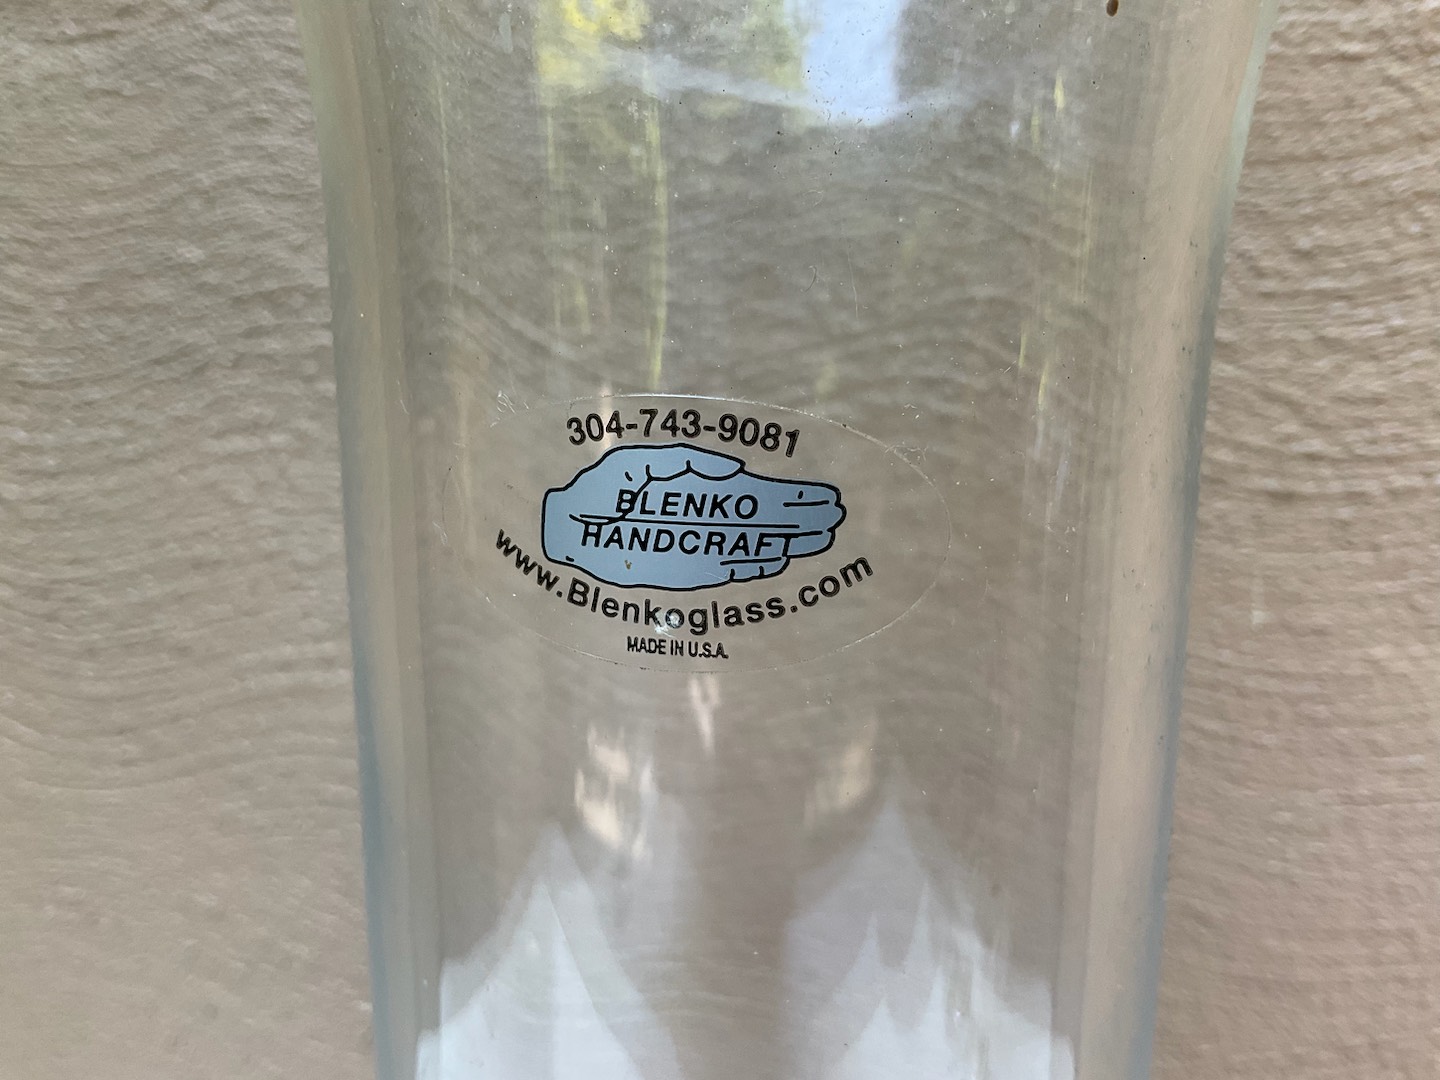 304-743-9081
BLENKO
HANDCRAFT
www.Blenkoglass.com
MADE IN U.S.A.